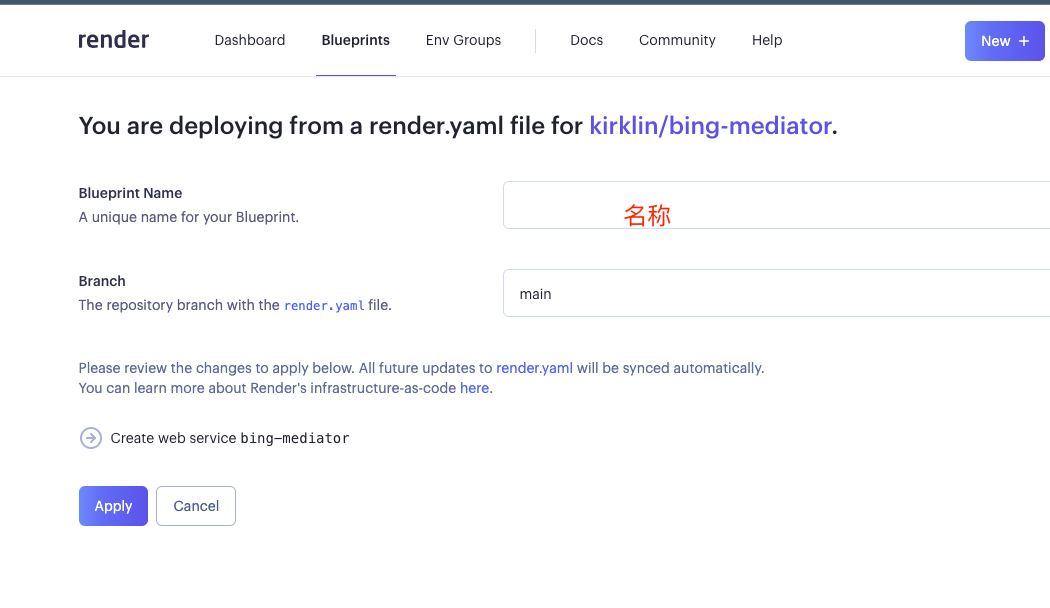 render
Dashboard Blueprints Env Groups Docs Community Help New +
You are deploying from a render.yaml file for kirklin/bing-mediator.
Blueprint Name
A unique name for your Blueprint.
名称
Branch
The repository branch with the render.yaml file.
main
Please review the changes to apply below. All future updates to render.yaml will be synced automatically.
You can learn more about Render's infrastructure-as-code here.
Create web service bing-mediator
Apply Cancel